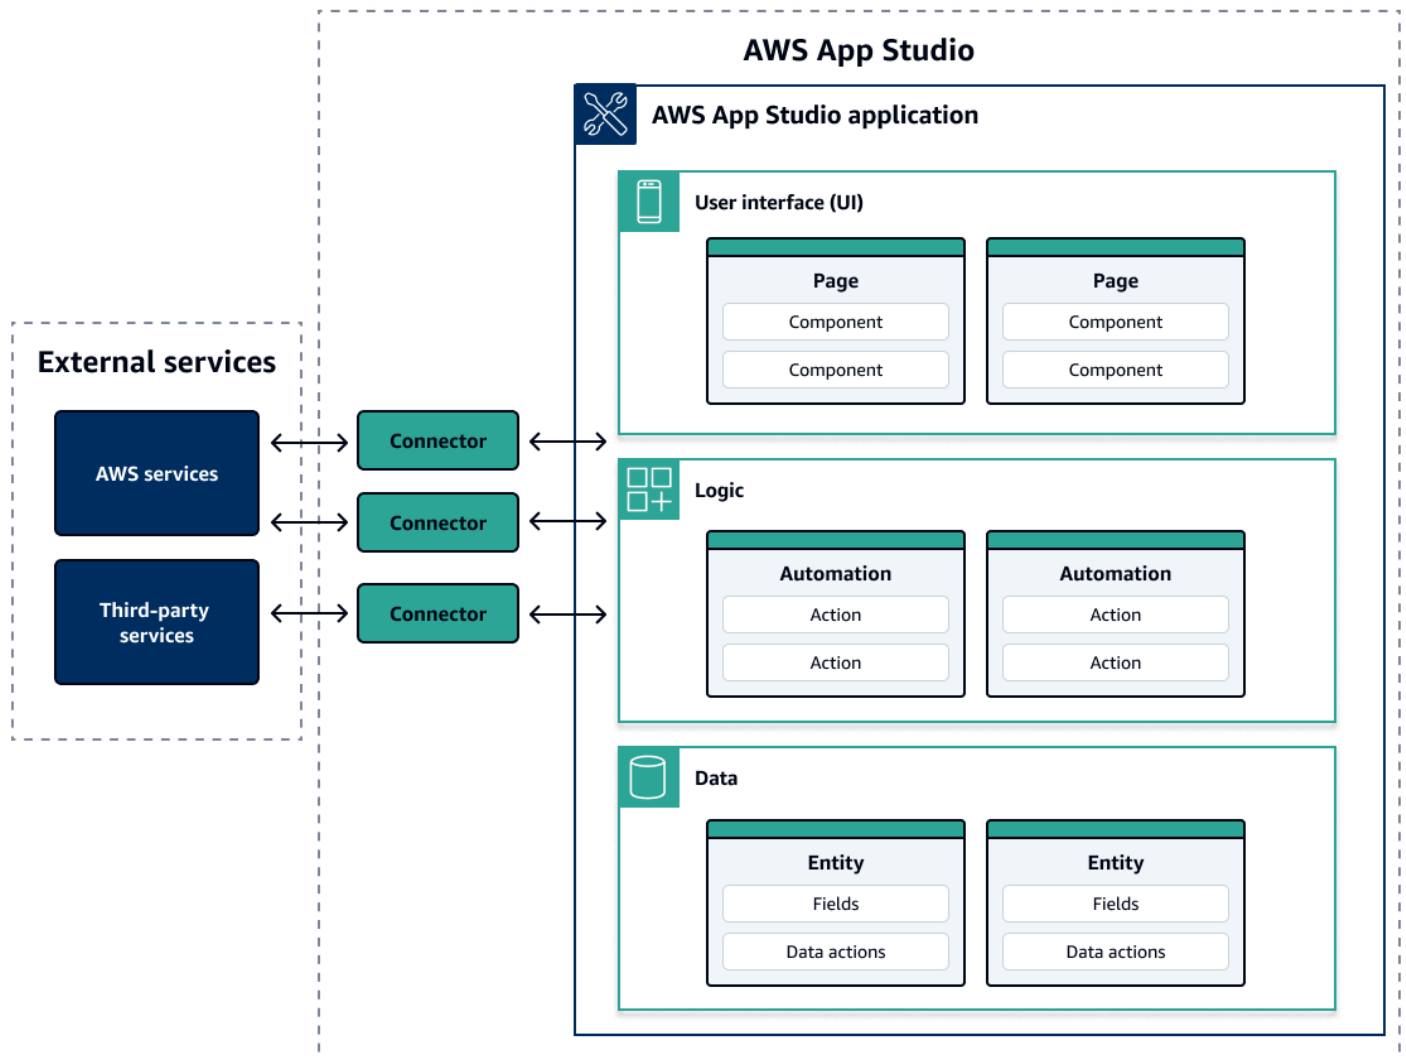 AWS App Studio
AWS App Studio application
User interface (UI)
Page
Component
Component
Page
Component
Component
External services
AWS services
Third-party
services
Connector
Connector
Connector
Logic
Automation
Action
Action
Automation
Action
Action
Data
Entity
Fields
Data actions
Entity
Fields
Data actions